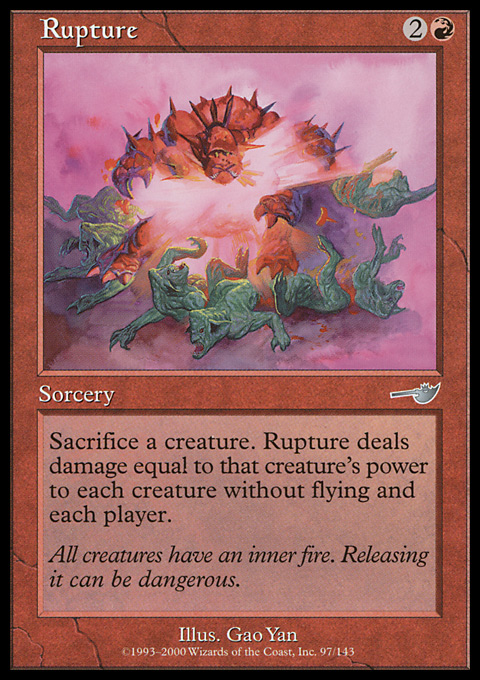 Rupture 2
Sorcery
Sacrifice a creature. Rupture deals
damage equal to that creature's power
to each creature without flying and
each player.
All creatures have an inner fire. Releasing
it can be dangerous.
Illus. Gao Yan
©1993–2000 Wizards of the Coast, Inc. 97/143